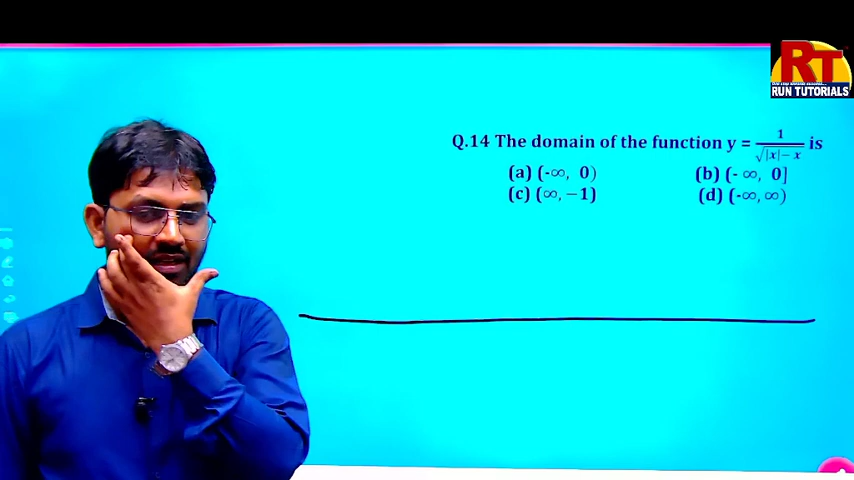 RT
RUN TUTORIALS
Q.14 The domain of the function y = 1/√|x|− x is
(a) (-∞, 0) (b) (- ∞, 0]
(c) (∞, −1) (d) (-∞, ∞)